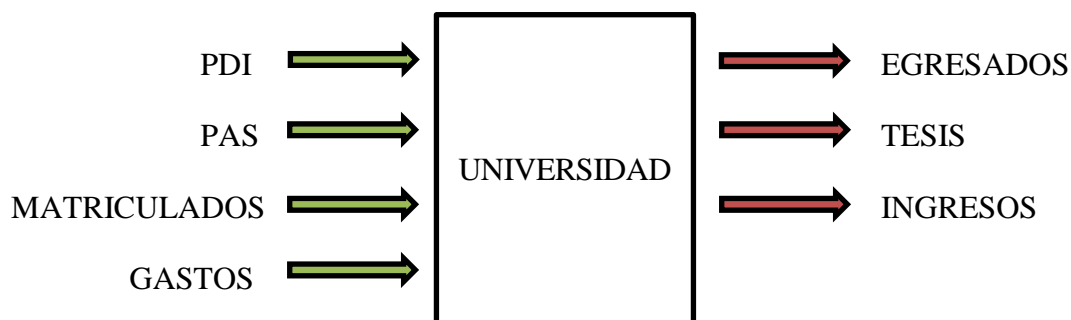 PDI
PAS
MATRICULADOS
GASTOS
UNIVERSIDAD
EGRESADOS
TESIS
INGRESOS